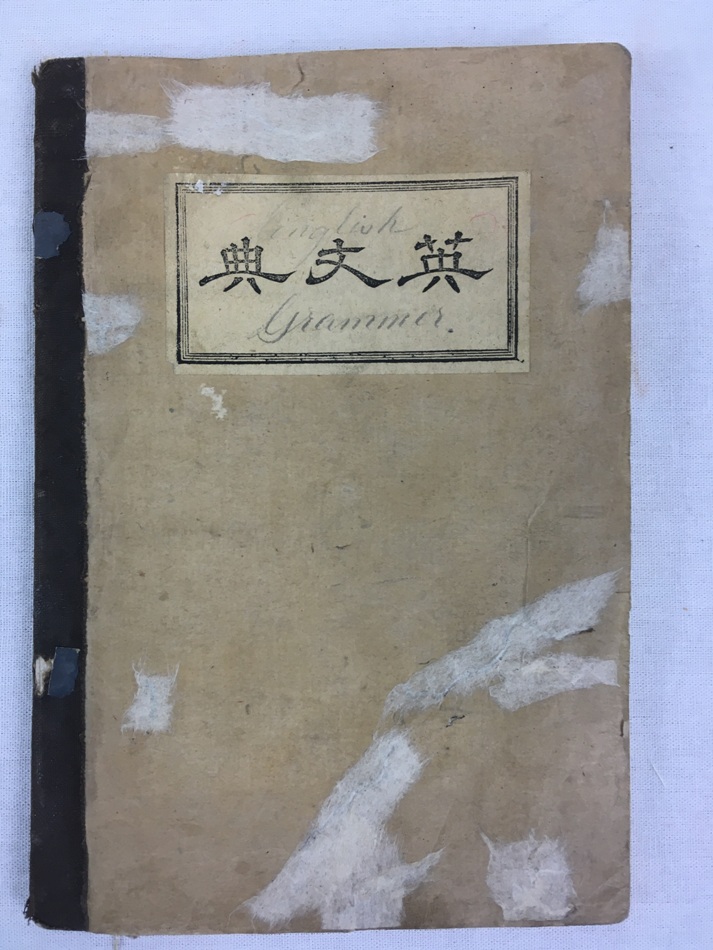 English
英文典
Grammer.